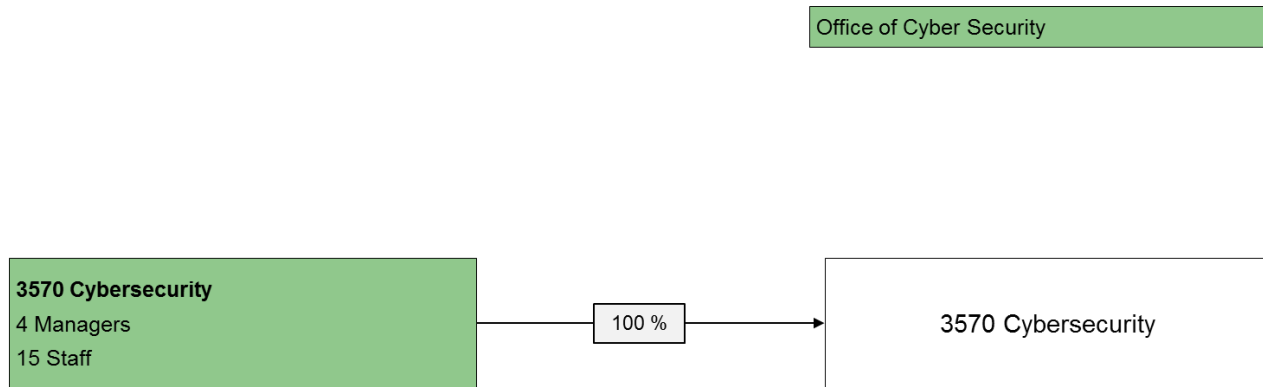 Office of Cyber Security
3570 Cybersecurity
4 Managers
15 Staff
100 %
3570 Cybersecurity